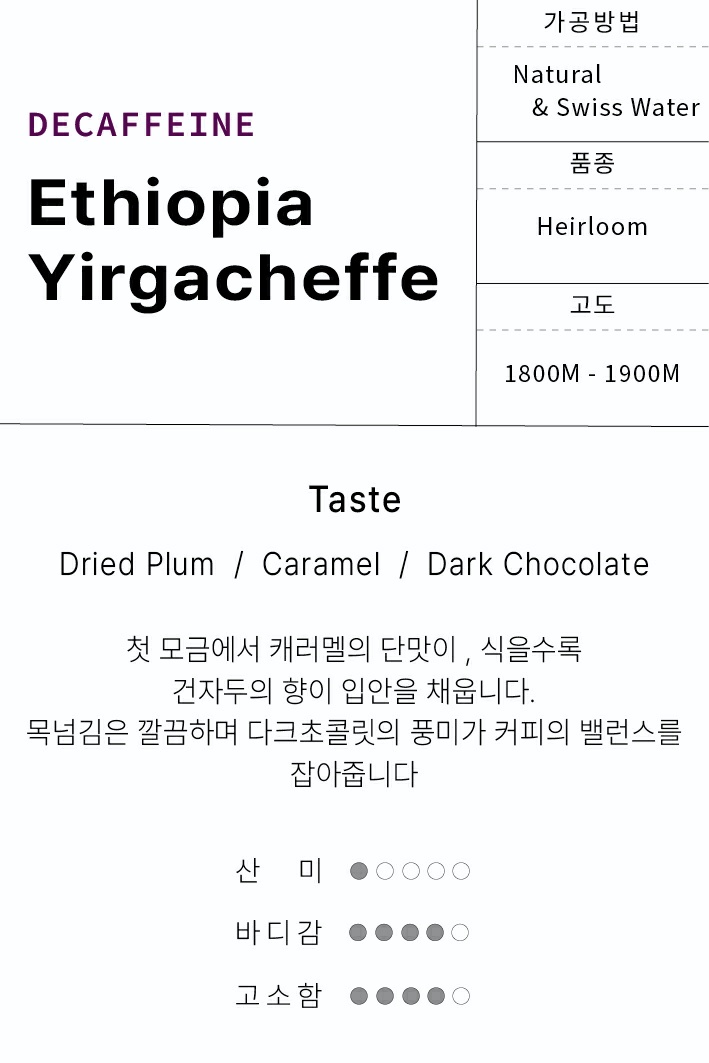 DECAFFEINE
Ethiopia
Yirgacheffe
가공방법
Natural
& Swiss Water
품종
Heirloom
고도
1800M - 1900M
Taste
Dried Plum / Caramel / Dark Chocolate
첫 모금에서 캐러멜의 단맛이 , 식을수록
건자두의 향이 입안을 채웁니다.
목넘김은 깔끔하며 다크초콜릿의 풍미가 커피의 밸런스를
잡아줍니다
산 미
바디감
고소함